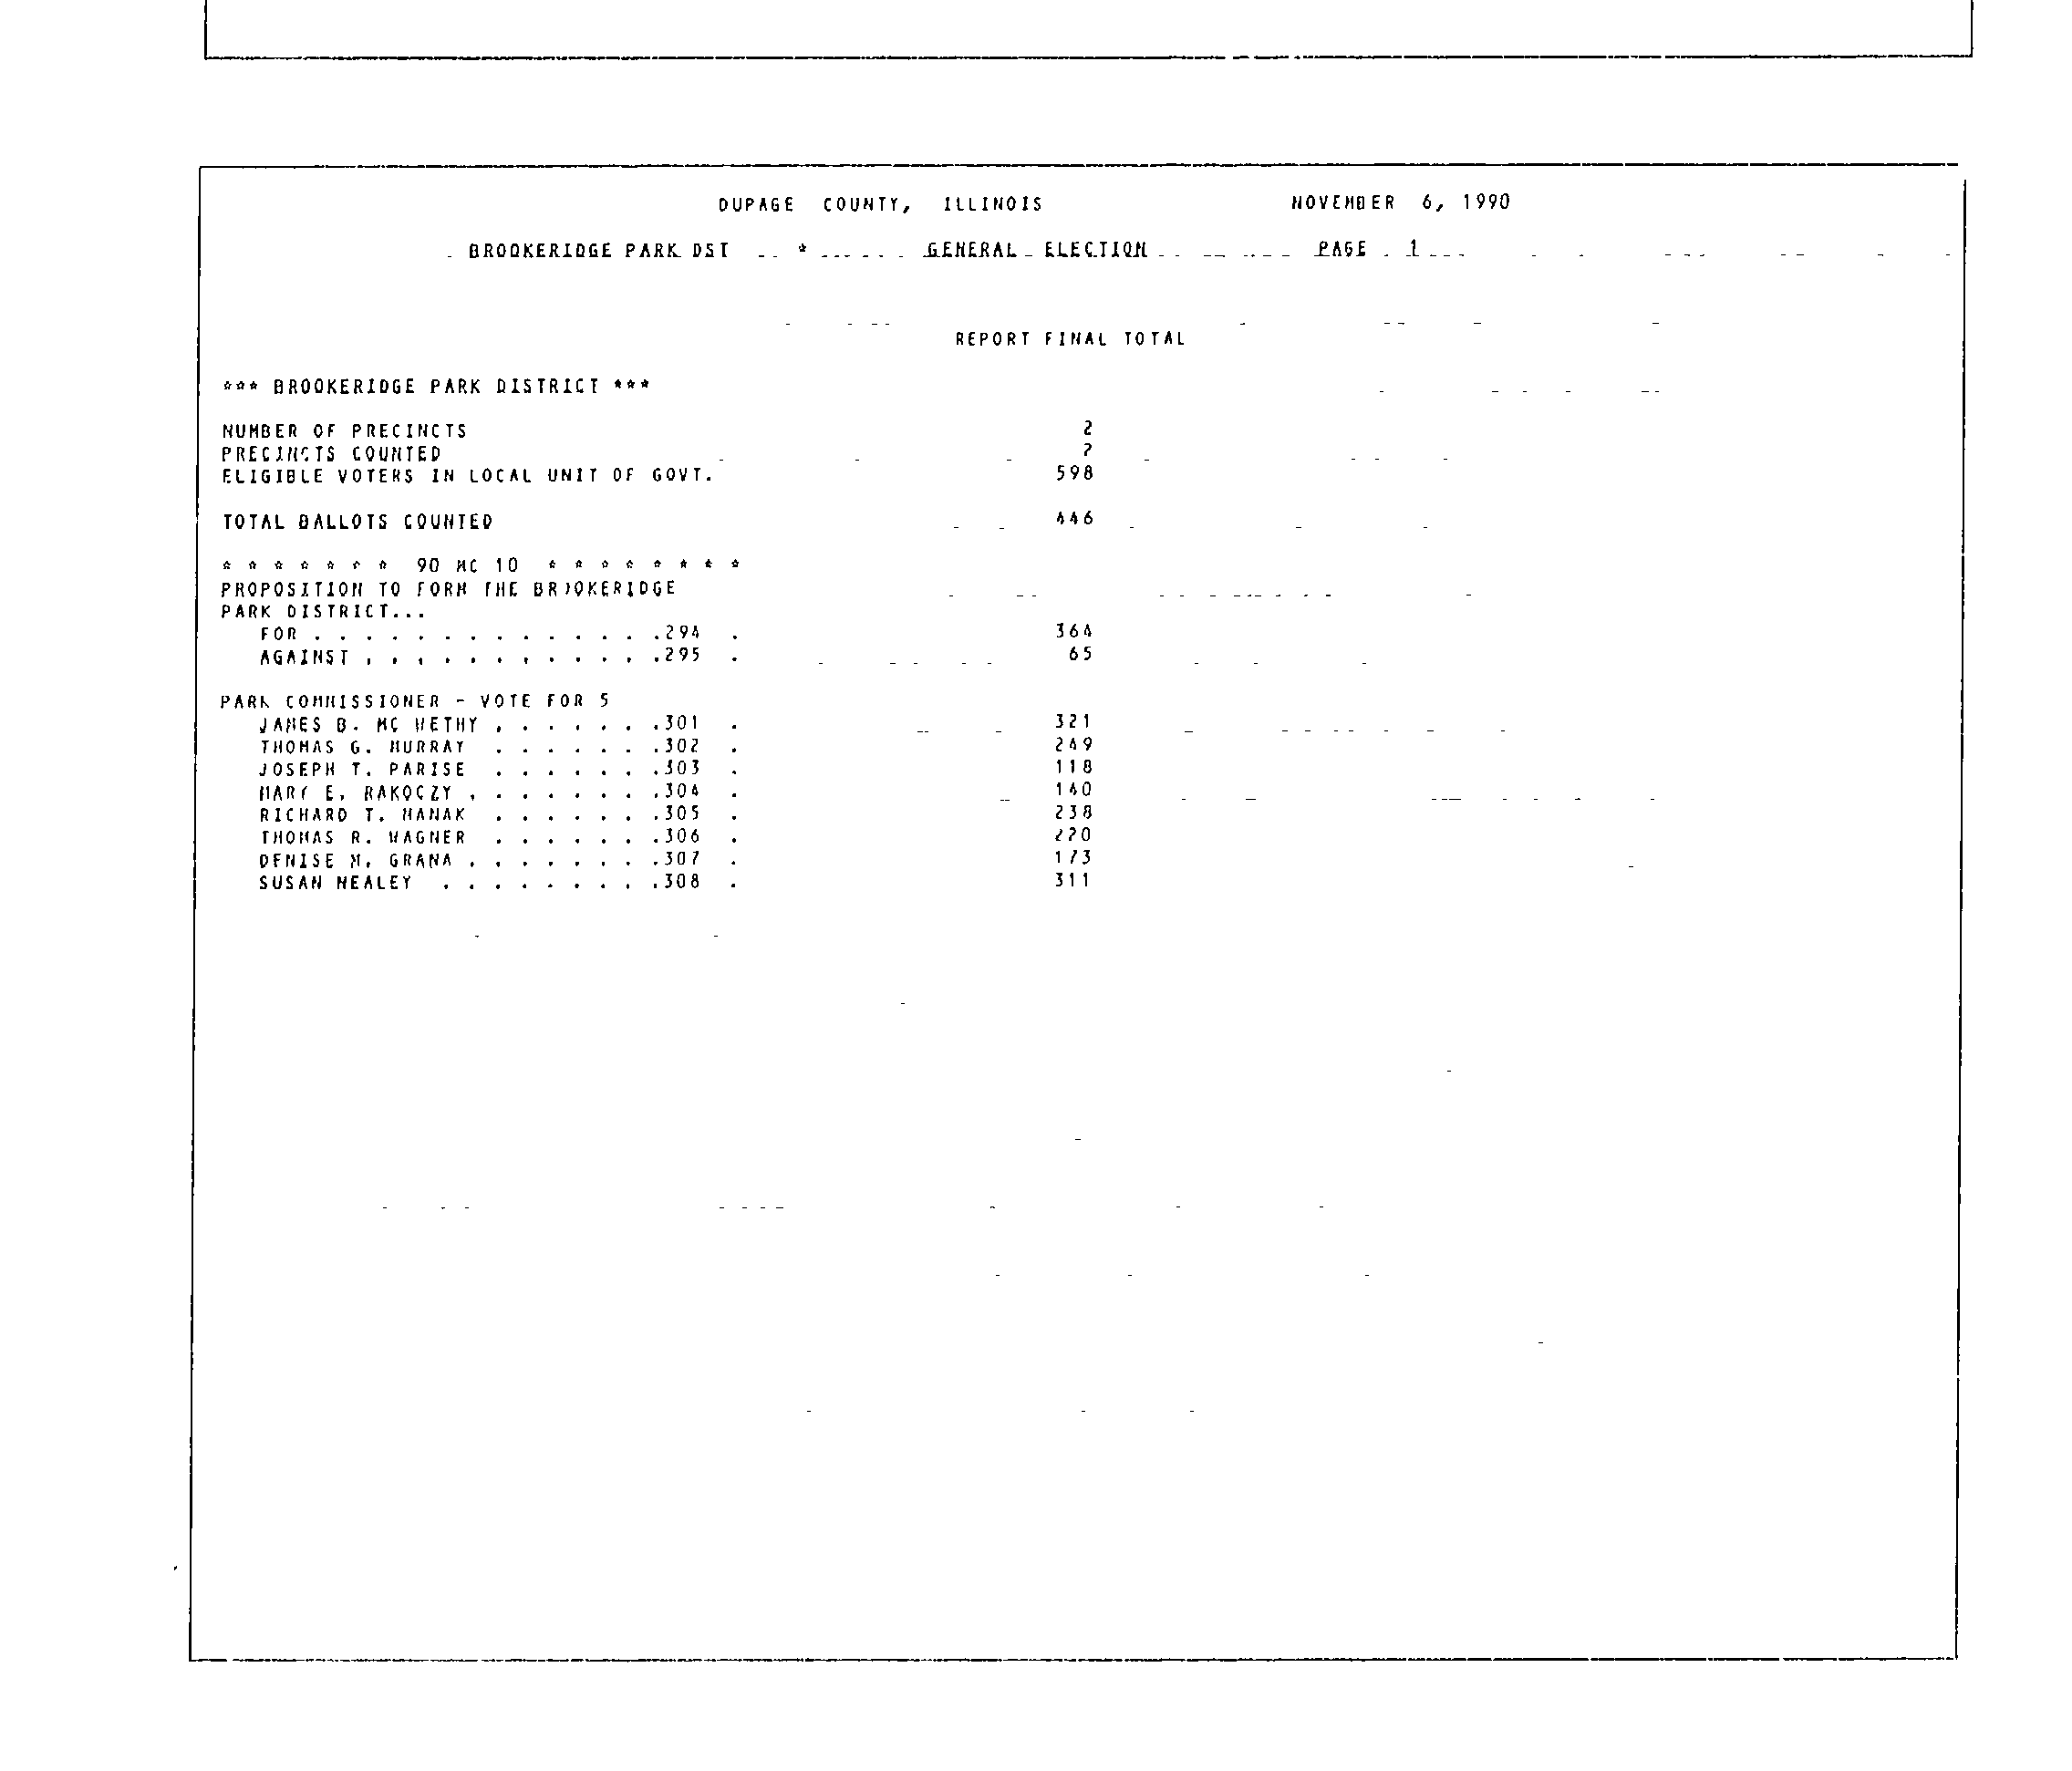 DUPAGE COUNTY, ILLINOIS NOVEMBER 6, 1990
BROOKERIDGE PARK DST * GENERAL ELECTION PAGE 1
REPORT FINAL TOTAL
*** BROOKERIDGE PARK DISTRICT ***
NUMBER OF PRECINCTS 2
PRECINCTS COUNTED 2
ELIGIBLE VOTERS IN LOCAL UNIT OF GOVT. 598
TOTAL BALLOTS COUNTED 446
* * * * * * * 90 MC 10 * * * * * * * *
PROPOSITION TO FORM THE BROOKERIDGE
PARK DISTRICT...
FOR . . . . . . . . . . . . . .294 . 364
AGAINST . . . . . . . . . . . .295 . 65
PARK COMMISSIONER - VOTE FOR 5
JAMES B. MC WETHY . . . . . . .301 . 321
THOMAS G. MURRAY . . . . . . .302 . 249
JOSEPH T. PARISE . . . . . . .303 . 118
MARY E. RAKOCZY . . . . . . . .304 . 140
RICHARD T. HANAK . . . . . . .305 . 238
THOMAS R. WAGNER . . . . . . .306 . 220
DENISE M. GRANA . . . . . . . .307 . 173
SUSAN NEALEY . . . . . . . . .308 . 311